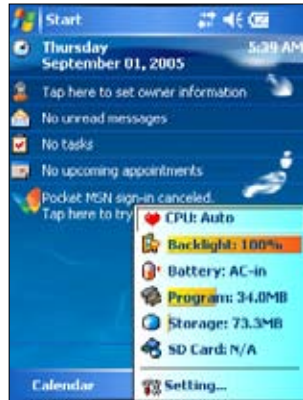 Start
Thursday
September 01, 2005
5:39 AM
Tap here to set owner information
No unread messages
No tasks
No upcoming appointments
Pocket MSN sign-in canceled.
Tap here to try
CPU: Auto
Backlight: 100%
Battery: AC-in
Program: 34.0MB
Storage: 73.3MB
SD Card: N/A
Setting...
Calendar